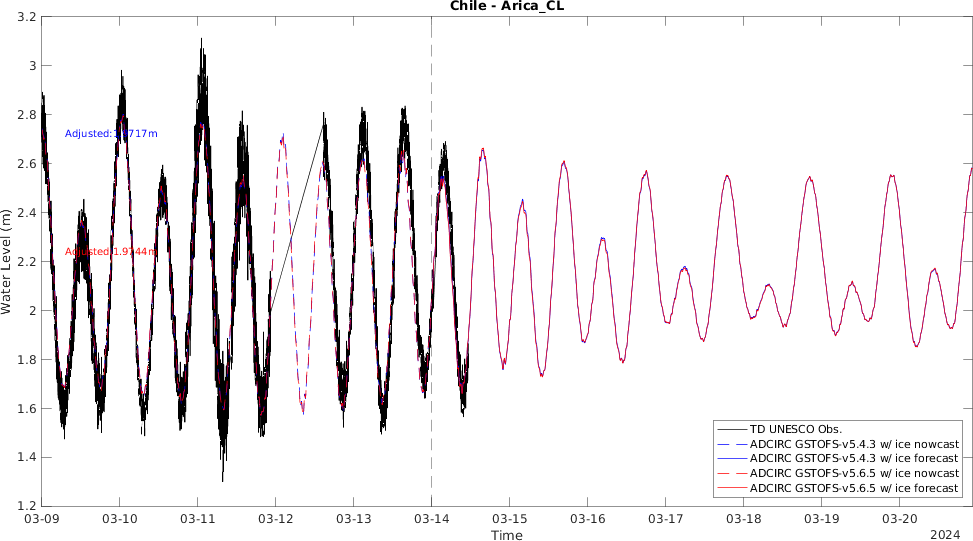 Chile - Arica_CL
3.2
3
2.8
2.6
2.4
2.2
2
1.8
1.6
1.4
1.2
Water Level (m)
Adjusted:
717m
Adjusted:1.9744m
03-09
03-10
03-11
03-12
03-13
03-14
03-15
03-16
03-17
03-18
03-19
03-20
Time
2024
TD UNESCO Obs.
ADCIRC GSTOFS-v5.4.3 w/ ice nowcast
ADCIRC GSTOFS-v5.4.3 w/ ice forecast
ADCIRC GSTOFS-v5.6.5 w/ ice nowcast
ADCIRC GSTOFS-v5.6.5 w/ ice forecast